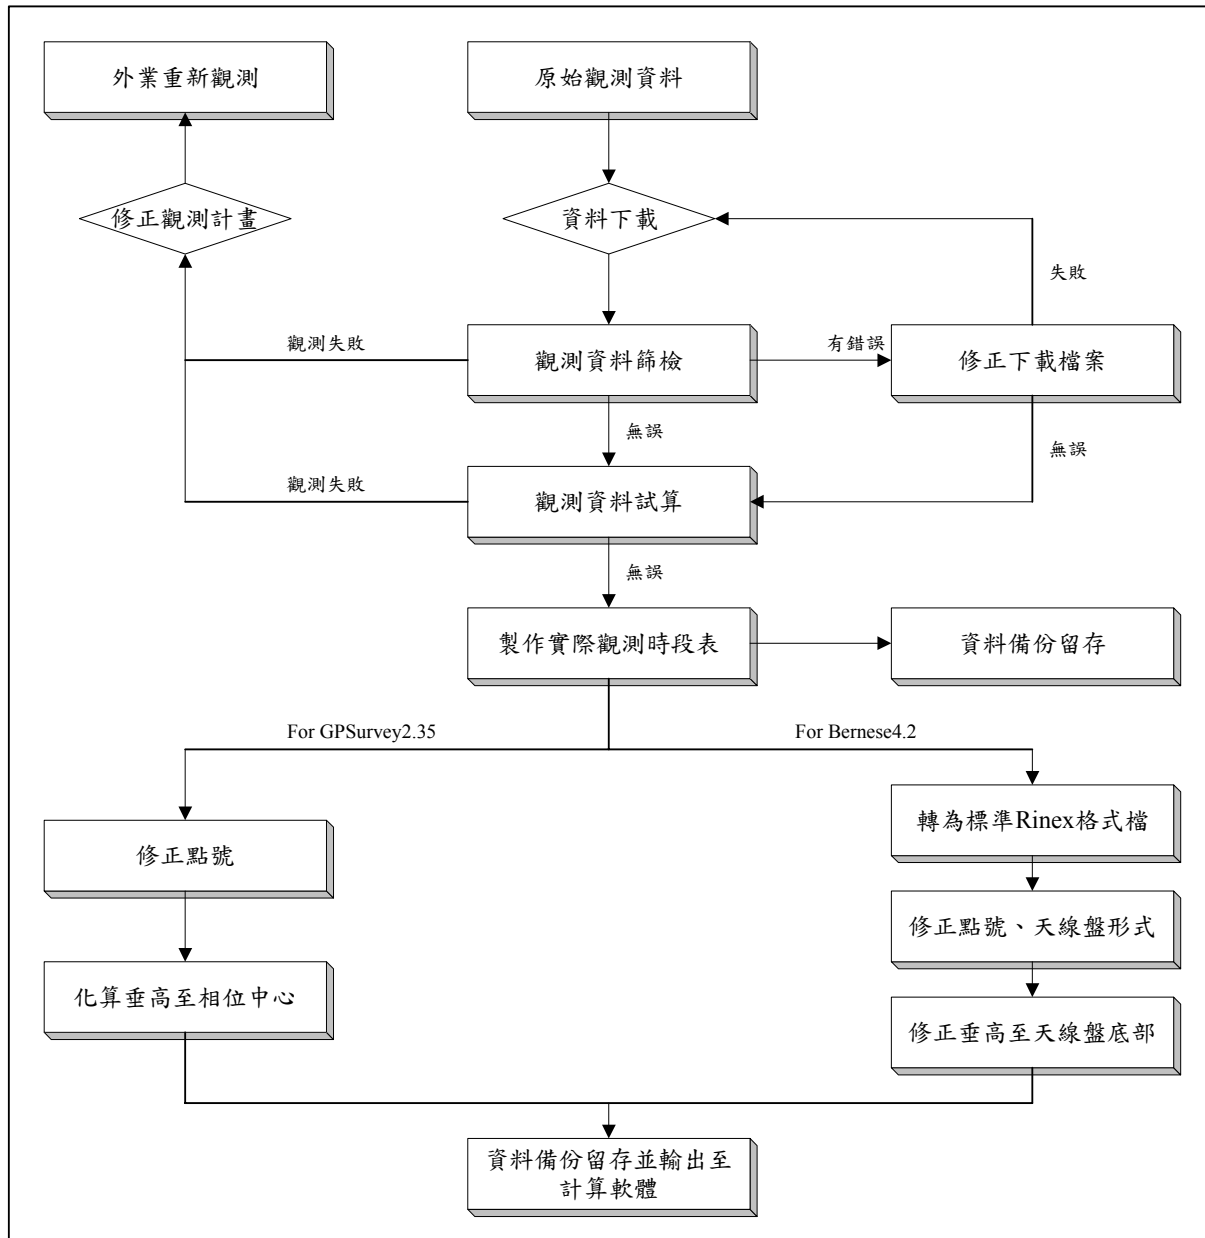 外業重新觀測
原始觀測資料
修正觀測計畫
資料下載
失敗
觀測失敗
觀測資料篩檢
有錯誤
修正下載檔案
無誤
無誤
觀測失敗
觀測資料試算
無誤
製作實際觀測時段表
資料備份留存
For GPSurvey2.35
For Bernese4.2
轉為標準Rinex格式檔
修正點號
修正點號、天線盤形式
化算垂高至相位中心
修正垂高至天線盤底部
資料備份留存並輸出至
計算軟體